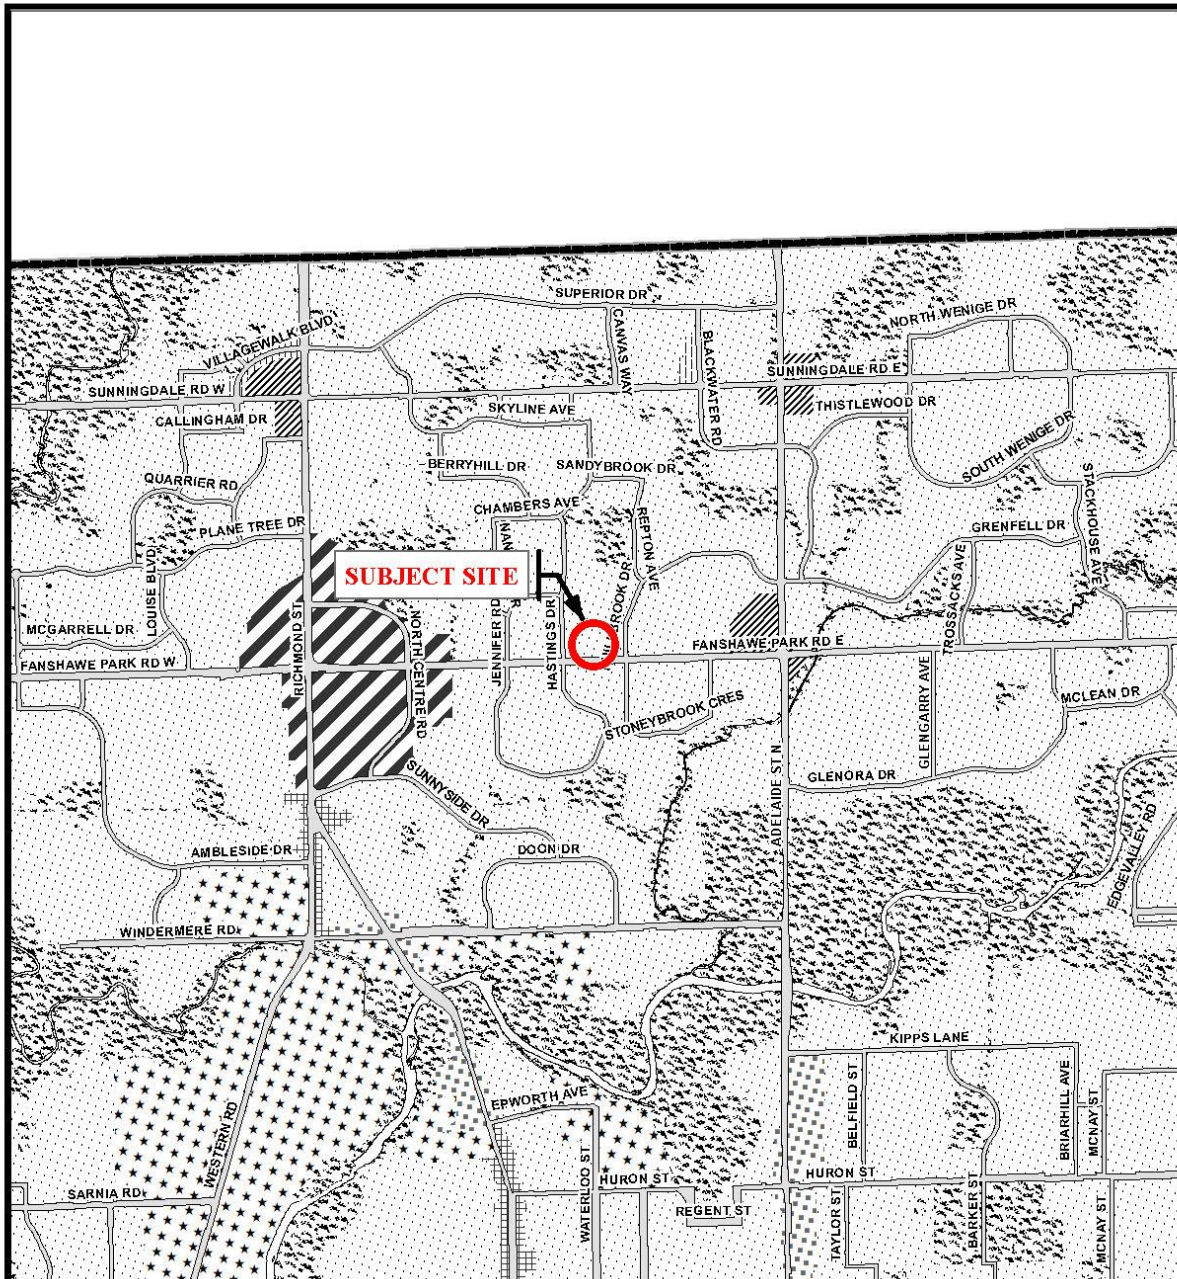 SUPERIOR DR
NORTH WENIGE DR
VILLAGEWALK BLVD
CANVAS WAY
BLACKWATER RD
SUNNINGDALE RD E
SUNNINGDALE RD W
THISTLEWOOD DR
SKYLINE AVE
CALLINGHAM DR
SOUTH WENIGE DR
BERRYHILL DR
SANDYBROOK DR
QUARRIER RD
STACKHOUSE AVE
CHAMBERS AVE
PLANE TREE DR
REPTON AVE
GRENFELL DR
SUBJECT SITE
LOUISE BLVD
TROSSACKS AVE
RICHMOND ST
JENNIFER RD
HASTINGS DR
MCGARRELL DR
NORTH CENTRE RD
FANSHAWE PARK RD E
FANSHAWE PARK RD W
GLENGARRY AVE
MCLEAN DR
STONEYBROOK CRES
SUNNYSIDE DR
ADELAIDE ST N
GLENORA DR
EDGEVALLEY RD
AMBLESIDE DR
DOON DR
WINDERMERE RD
KIPPS LANE
EPWORTH AVE
BELFIELD ST
BRIARHILL AVE
MCNAY ST
WESTERN RD
SARNIA RD
WATERLOO ST
HURON ST
HURON ST
REGENT ST
TAYLOR ST
BARKER ST
MCNAY ST